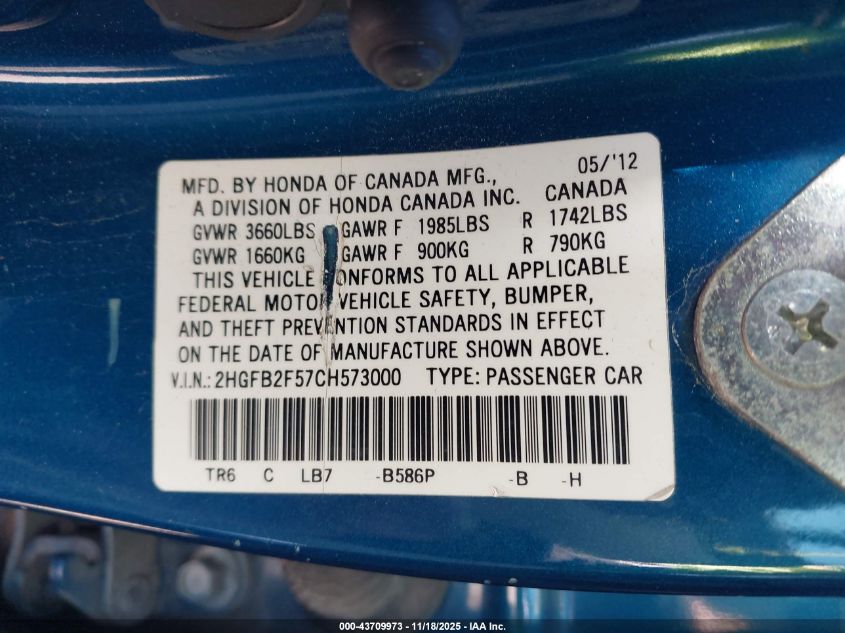 05/'12
MFD. BY HONDA OF CANADA MFG.,
A DIVISION OF HONDA CANADA INC. CANADA
GVWR 3660LBS GAWR F 1985LBS R 1742LBS
GVWR 1660KG GAWR F 900KG R 790KG
THIS VEHICLE CONFORMS TO ALL APPLICABLE
FEDERAL MOTOR VEHICLE SAFETY, BUMPER,
AND THEFT PREVENTION STANDARDS IN EFFECT
ON THE DATE OF MANUFACTURE SHOWN ABOVE.
V.I.N.: 2HGFB2F57CH573000 TYPE: PASSENGER CAR
TR6 C LB7 -B586P -B -H
000-43709973 - 11/18/2025 - IAA Inc.